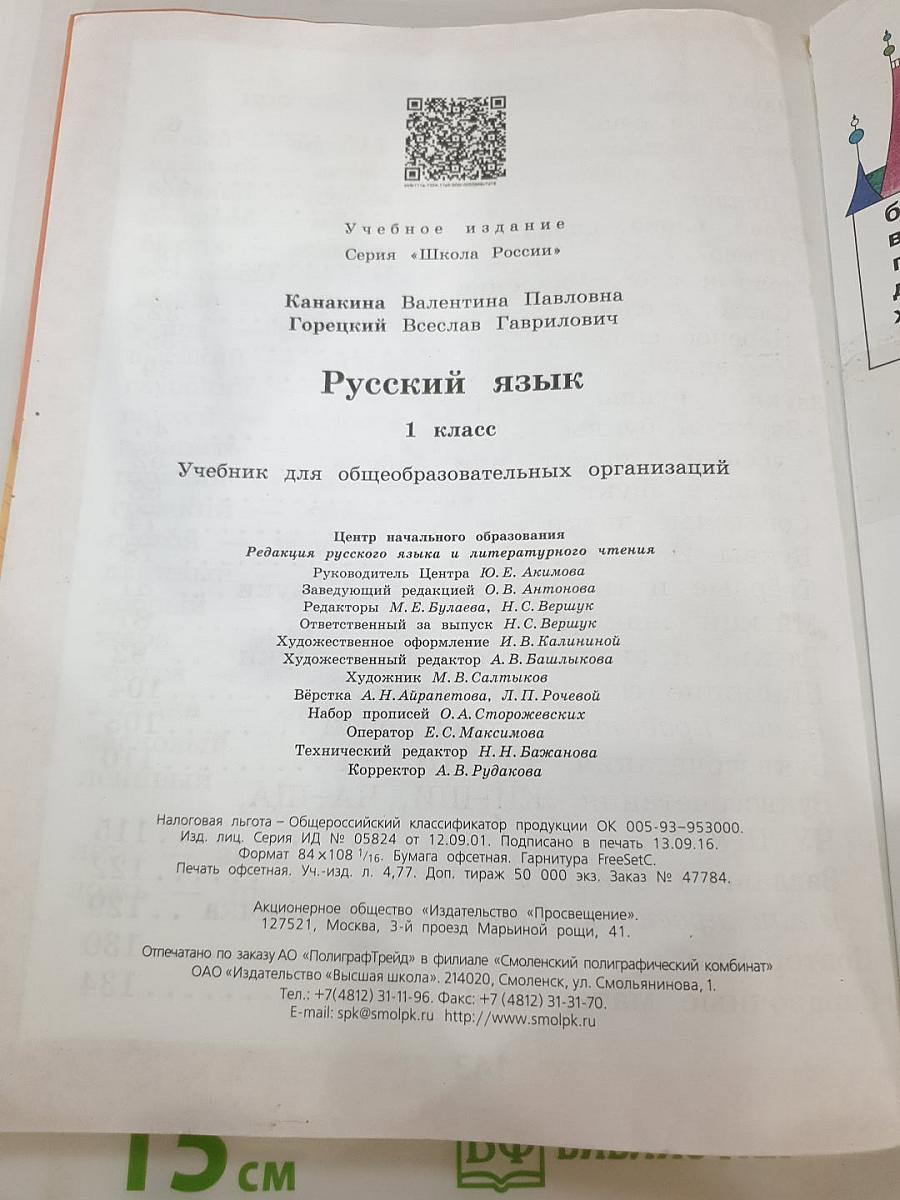 Учебное издание
Серия «Школа России»
Канакина Валентина Павловна
Горецкий Всеслав Гаврилович
Русский язык
1 класс
Учебник для общеобразовательных организаций
Центр начального образования
Редакция русского языка и литературного чтения
Руководитель Центра Ю. Е. Акимова
Заведующий редакцией О. В. Антонова
Редакторы М. Е. Булаева, Н. С. Вершук
Ответственный за выпуск Н. С. Вершук
Художественное оформление И. В. Калининой
Художественный редактор А. В. Башлыкова
Художник М. В. Салтыков
Вёрстка А. Н. Айрапетова, Л. П. Рочевой
Набор прописей О. А. Сторожевских
Оператор Е. С. Максимова
Технический редактор Н. Н. Бажанова
Корректор А. В. Рудакова
Налоговая льгота – Общероссийский классификатор продукции ОК 005-93–953000.
Изд. лиц. Серия ИД № 05824 от 12.09.01. Подписано в печать 13.09.16.
Формат 84 x 108 1/16. Бумага офсетная. Гарнитура FreeSetC.
Печать офсетная. Уч.-изд. л. 4,77. Доп. тираж 50 000 экз. Заказ № 47784.
Акционерное общество «Издательство «Просвещение».
127521, Москва, 3-й проезд Марьиной рощи, 41.
Отпечатано по заказу АО «ПолиграфТрейд» в филиале «Смоленский полиграфический комбинат»
ОАО «Издательство «Высшая школа». 214020, Смоленск, ул. Смольянинова, 1.
Тел.: +7(4812) 31-11-96. Факс: +7 (4812) 31-31-70.
E-mail: spk@smolpk.ru http://www.smolpk.ru
15 см